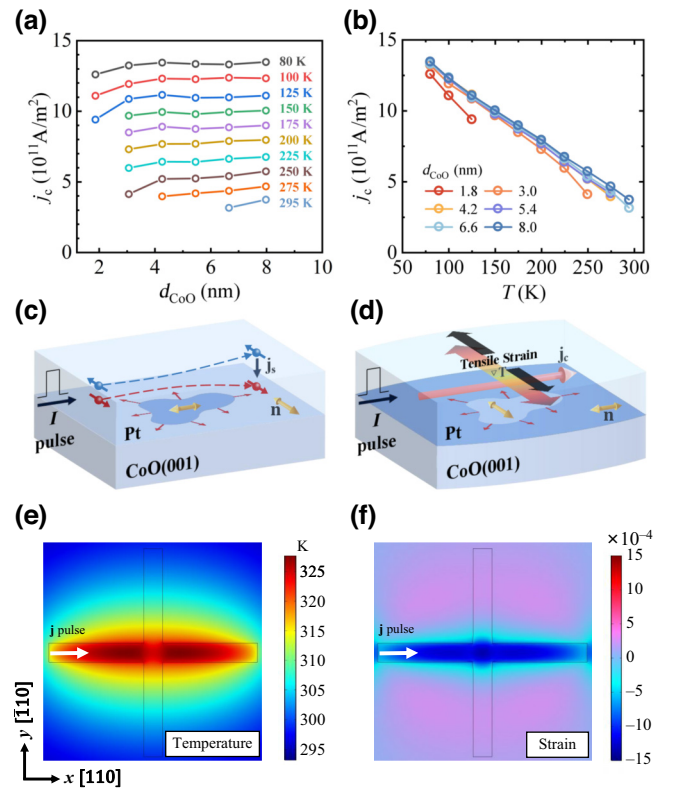 (a)
15
10
5
0
j_c (10^11 A/m^2)
80 K
100 K
125 K
150 K
175 K
200 K
225 K
250 K
275 K
295 K
2 4 6 8 10
d_CoO (nm)
(b)
15
10
5
0
j_c (10^11 A/m^2)
d_CoO (nm)
1.8 3.0
4.2 5.4
6.6 8.0
50 100 150 200 250 300
T (K)
(c)
I
pulse
Pt
CoO(001)
j_s
n
(d)
Tensile Strain
▽T
j_c
I
pulse
Pt
CoO(001)
n
(e)
K
325
320
315
310
305
300
295
j pulse
Temperature
y [1̄10]
x [110]
(f)
×10^−4
15
10
5
0
−5
−10
−15
j pulse
Strain